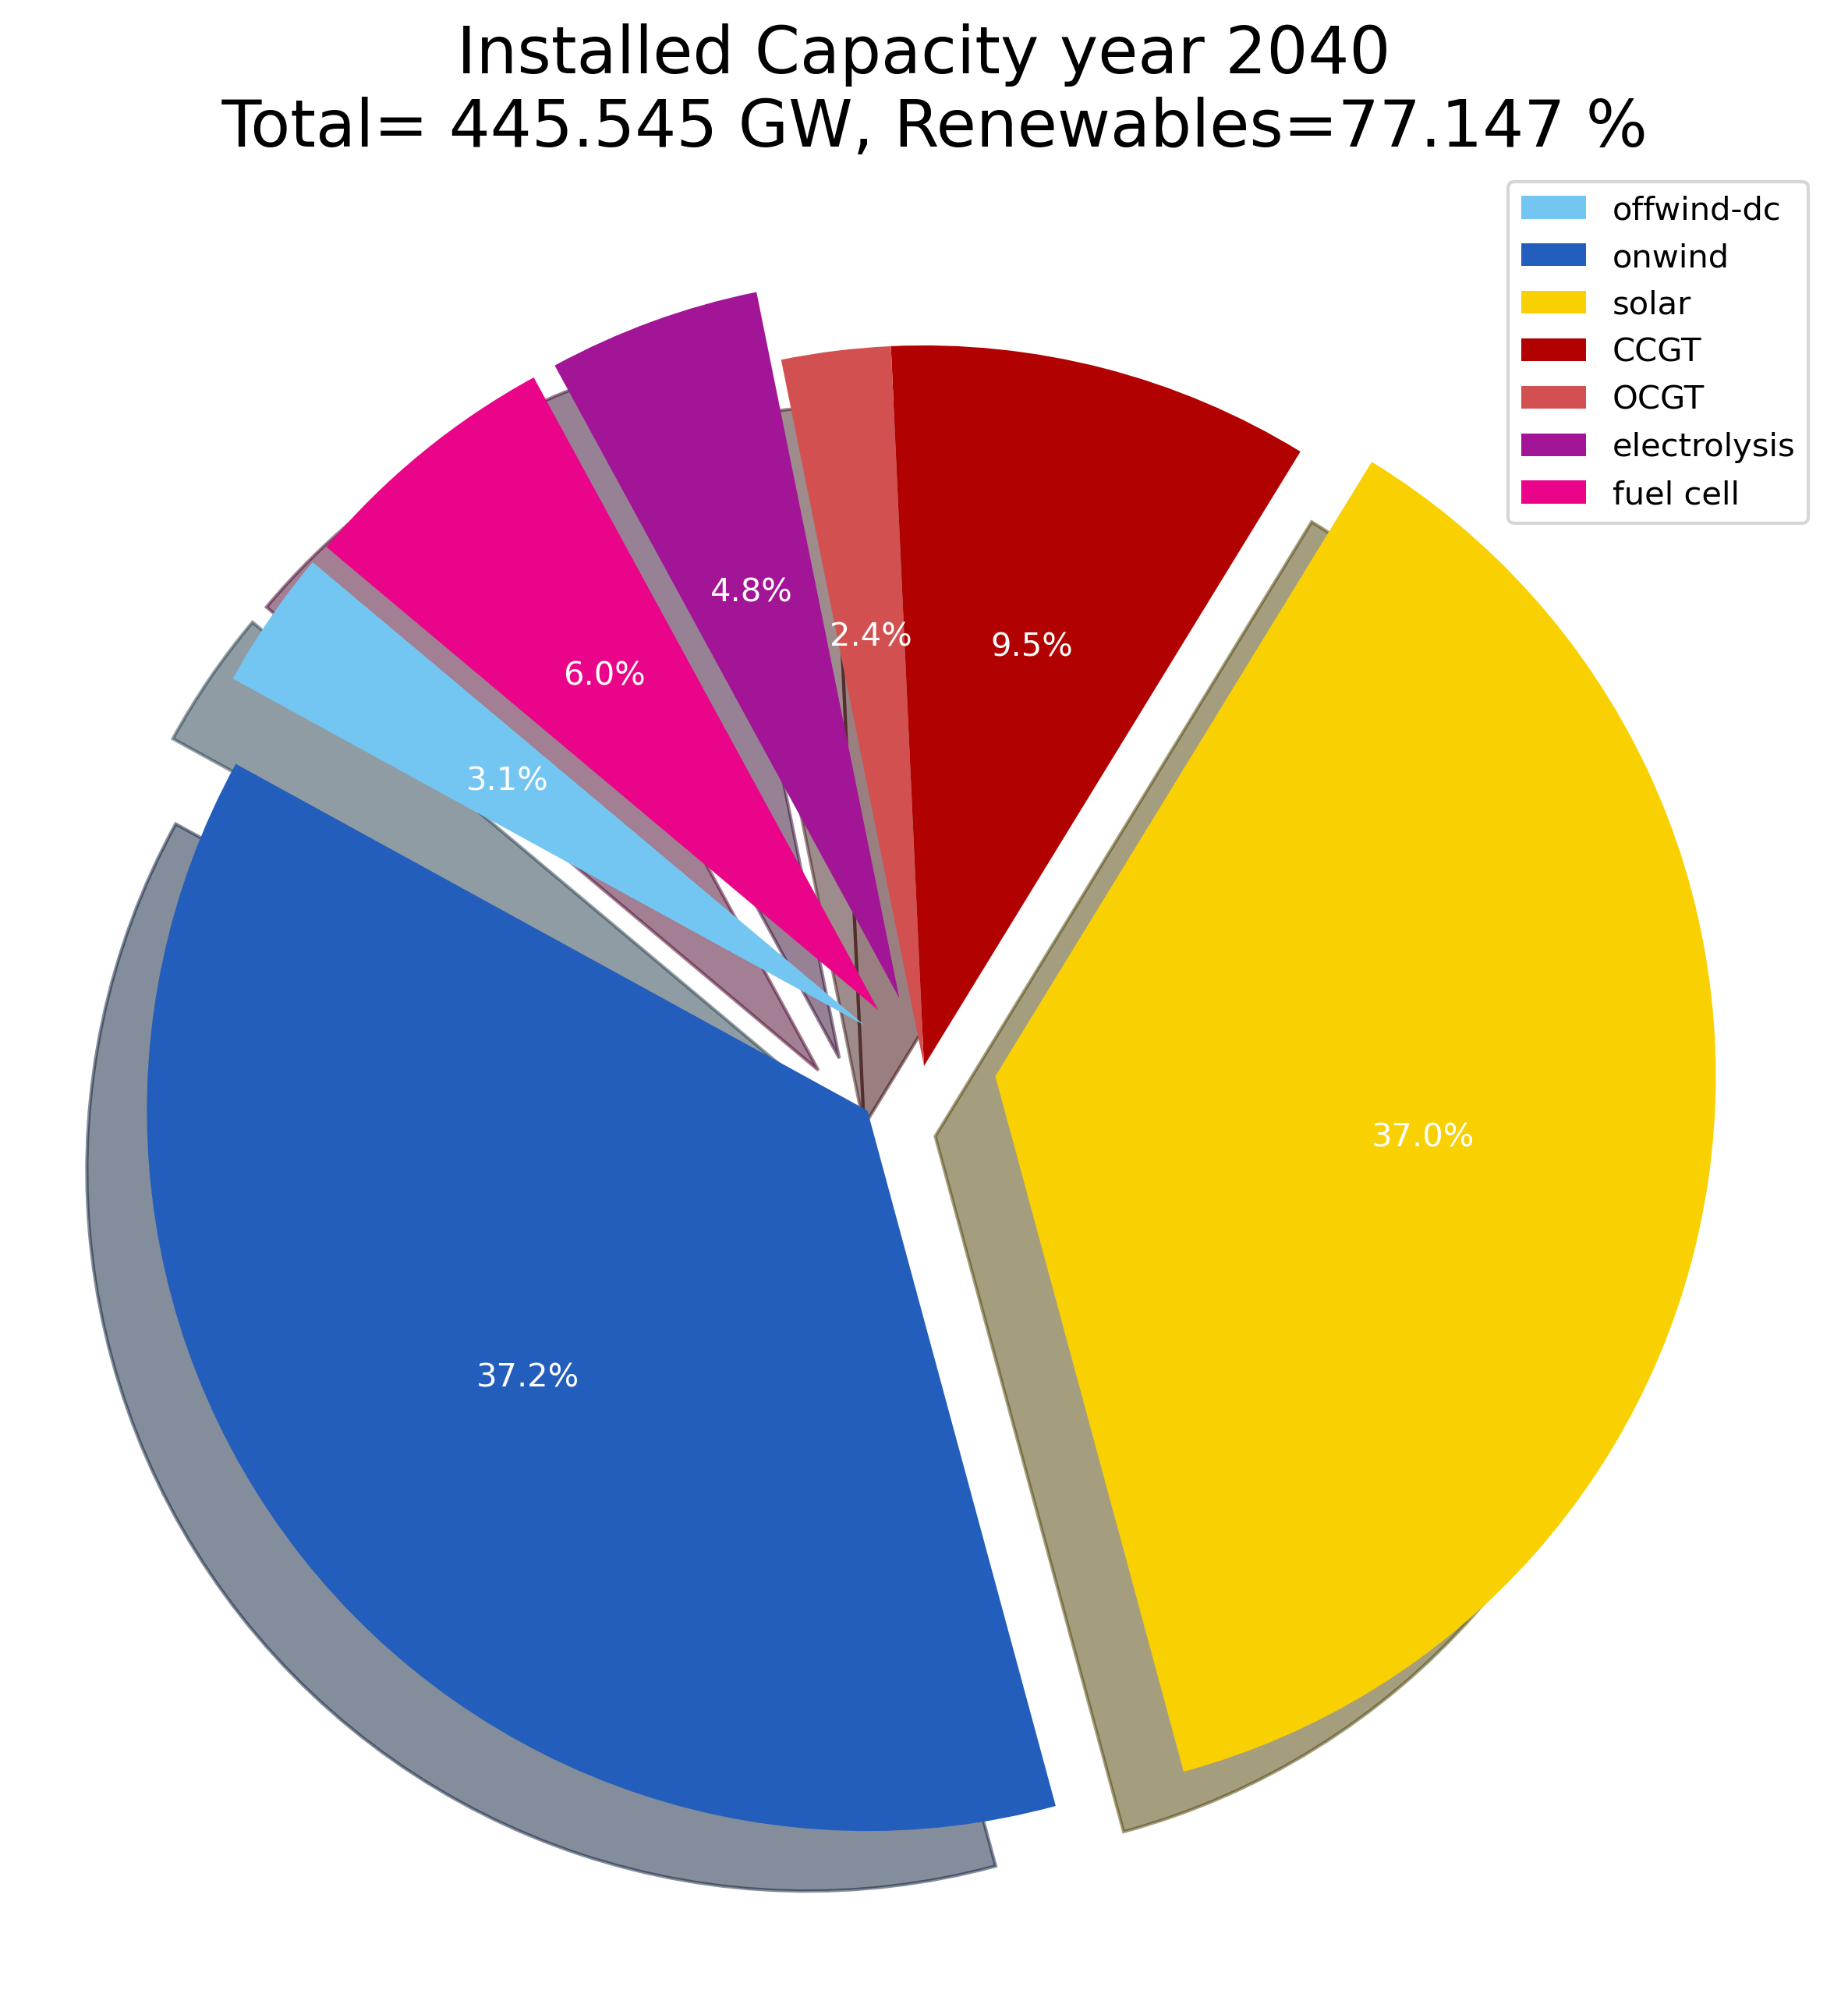 Installed Capacity year 2040
Total= 445.545 GW, Renewables=77.147 %
offwind-dc
onwind
solar
CCGT
OCGT
electrolysis
fuel cell
4.8%
2.4%
9.5%
6.0%
3.1%
37.0%
37.2%